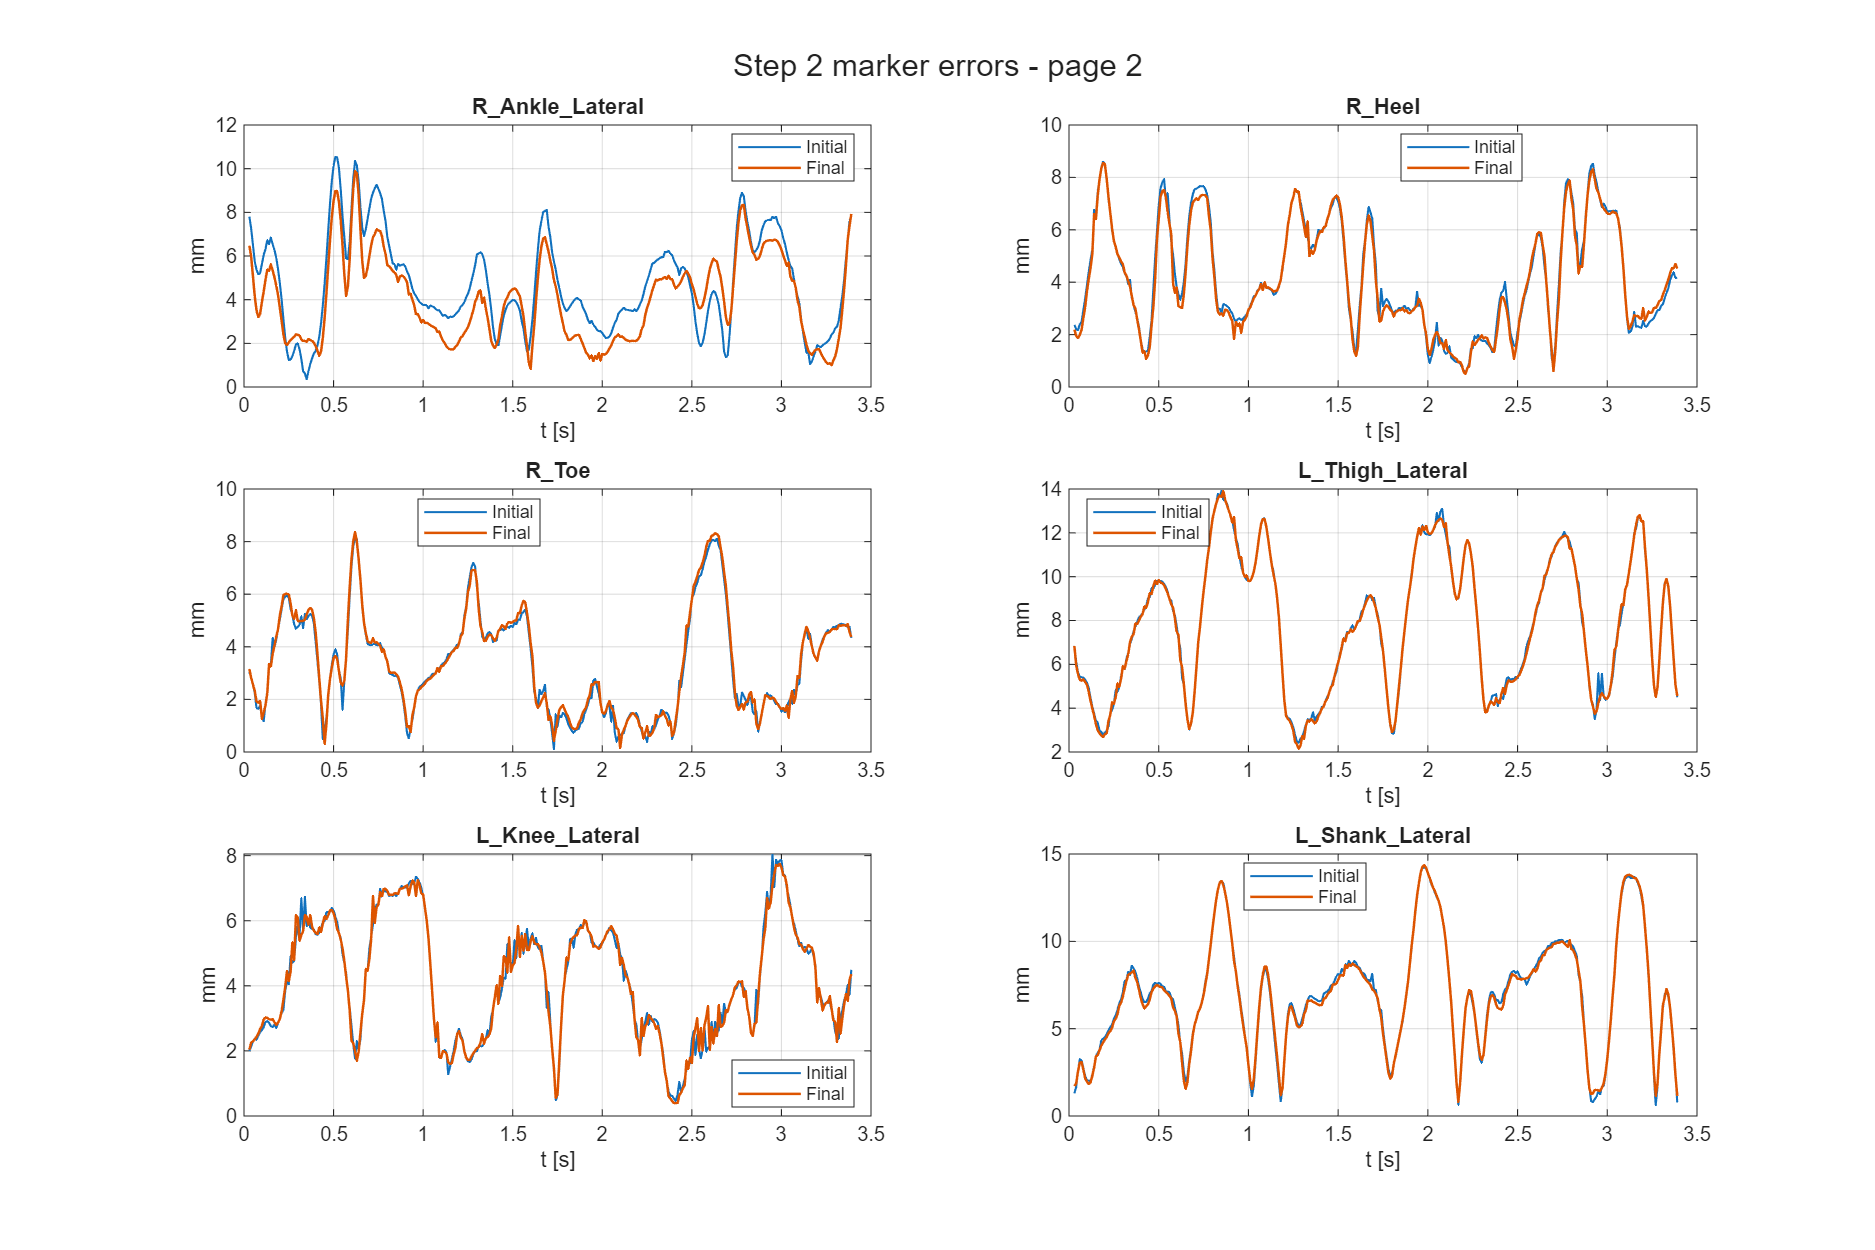 Step 2 marker errors - page 2
R_Ankle_Lateral
12
10
8
6
4
2
0
mm
Initial
Final
0 0.5 1 1.5 2 2.5 3 3.5
t [s]
R_Heel
10
8
6
4
2
0
mm
Initial
Final
0 0.5 1 1.5 2 2.5 3 3.5
t [s]
R_Toe
10
8
6
4
2
0
mm
Initial
Final
0 0.5 1 1.5 2 2.5 3 3.5
t [s]
L_Thigh_Lateral
14
12
10
8
6
4
2
mm
Initial
Final
0 0.5 1 1.5 2 2.5 3 3.5
t [s]
L_Knee_Lateral
8
6
4
2
0
mm
Initial
Final
0 0.5 1 1.5 2 2.5 3 3.5
t [s]
L_Shank_Lateral
15
10
5
0
mm
Initial
Final
0 0.5 1 1.5 2 2.5 3 3.5
t [s]